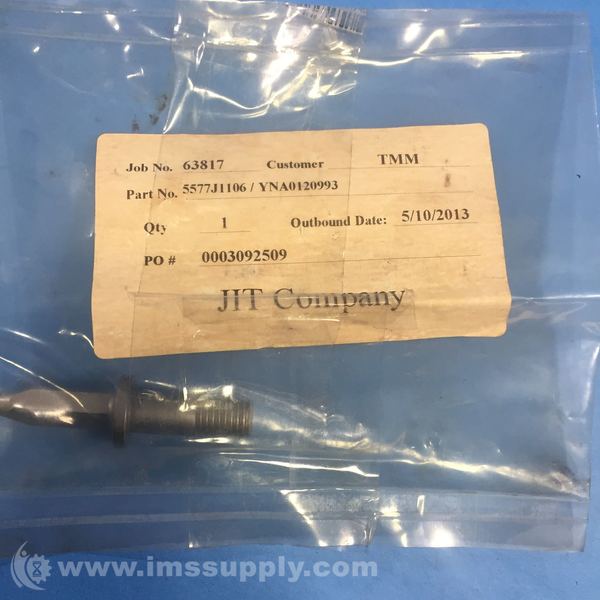 Job No. 63817 Customer TMM
Part No. 5577J1106 / YNA0120993
Qty 1 Outbound Date: 5/10/2013
PO # 0003092509
JIT Company
www.imssupply.com